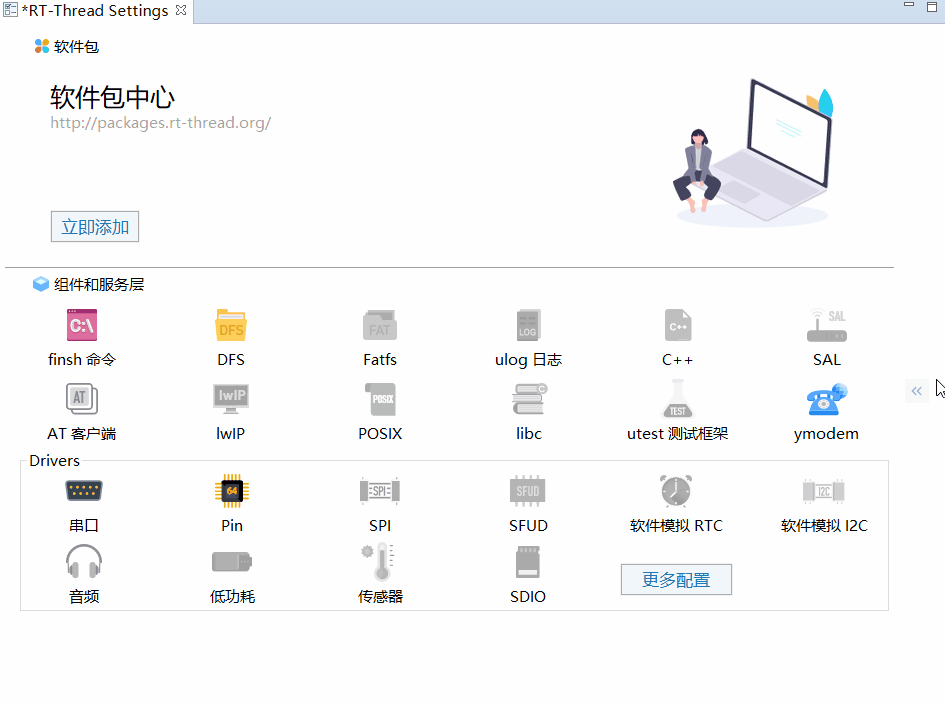 *RT-Thread Settings
软件包
软件包中心
http://packages.rt-thread.org/
立即添加
组件和服务层
C:\ DFS FAT LOG C++ SAL
finsh 命令 DFS Fatfs ulog 日志 C++ SAL
AT lwIP POSIX C TEST
AT 客户端 lwIP POSIX libc utest 测试框架 ymodem
Drivers
64 SPI SFUD I2C
串口 Pin SPI SFUD 软件模拟 RTC 软件模拟 I2C
更多配置
音频 低功耗 传感器 SDIO